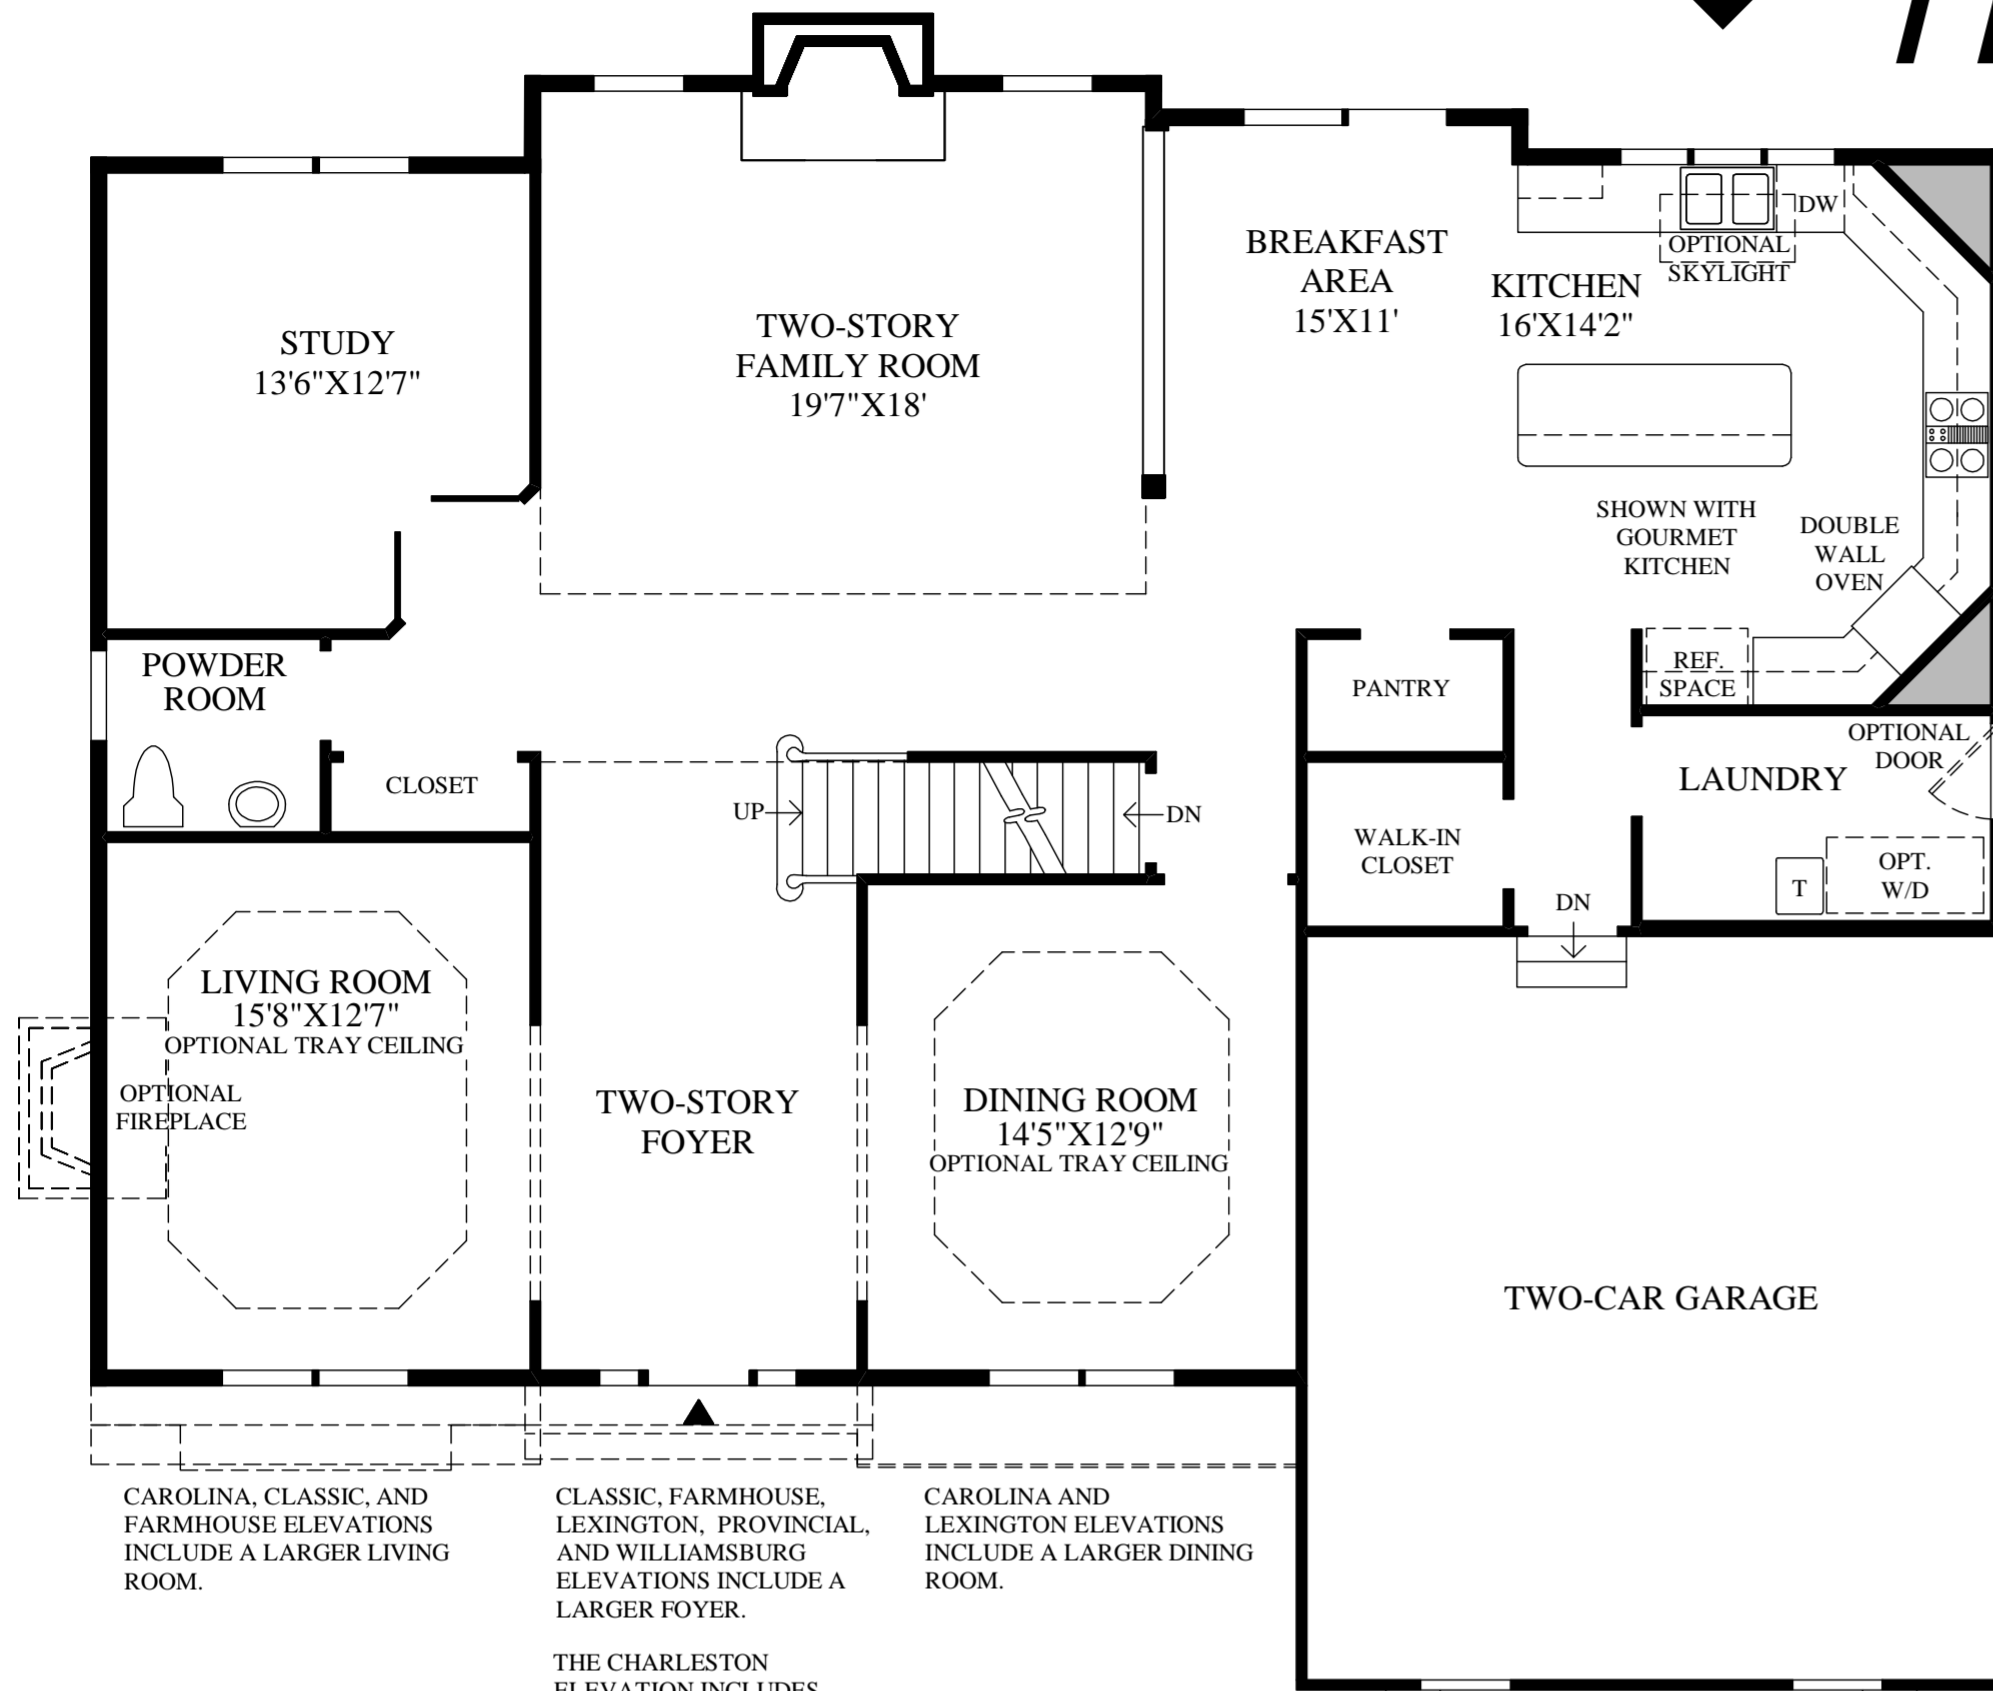 BREAKFAST
AREA
15'X11'
DW
OPTIONAL
SKYLIGHT
KITCHEN
16'X14'2"
STUDY
13'6"X12'7"
TWO-STORY
FAMILY ROOM
19'7"X18'
SHOWN WITH
GOURMET
KITCHEN
DOUBLE
WALL
OVEN
POWDER
ROOM
PANTRY
REF.
SPACE
OPTIONAL
DOOR
LAUNDRY
CLOSET
UP
DN
WALK-IN
CLOSET
OPT.
W/D
T
DN
LIVING ROOM
15'8"X12'7"
OPTIONAL TRAY CEILING
OPTIONAL
FIREPLACE
TWO-STORY
FOYER
DINING ROOM
14'5"X12'9"
OPTIONAL TRAY CEILING
TWO-CAR GARAGE
CAROLINA, CLASSIC, AND
FARMHOUSE ELEVATIONS
INCLUDE A LARGER LIVING
ROOM.
CLASSIC, FARMHOUSE,
LEXINGTON, PROVINCIAL,
AND WILLIAMSBURG
ELEVATIONS INCLUDE A
LARGER FOYER.
THE CHARLESTON
ELEVATION INCLUDES
CAROLINA AND
LEXINGTON ELEVATIONS
INCLUDE A LARGER DINING
ROOM.